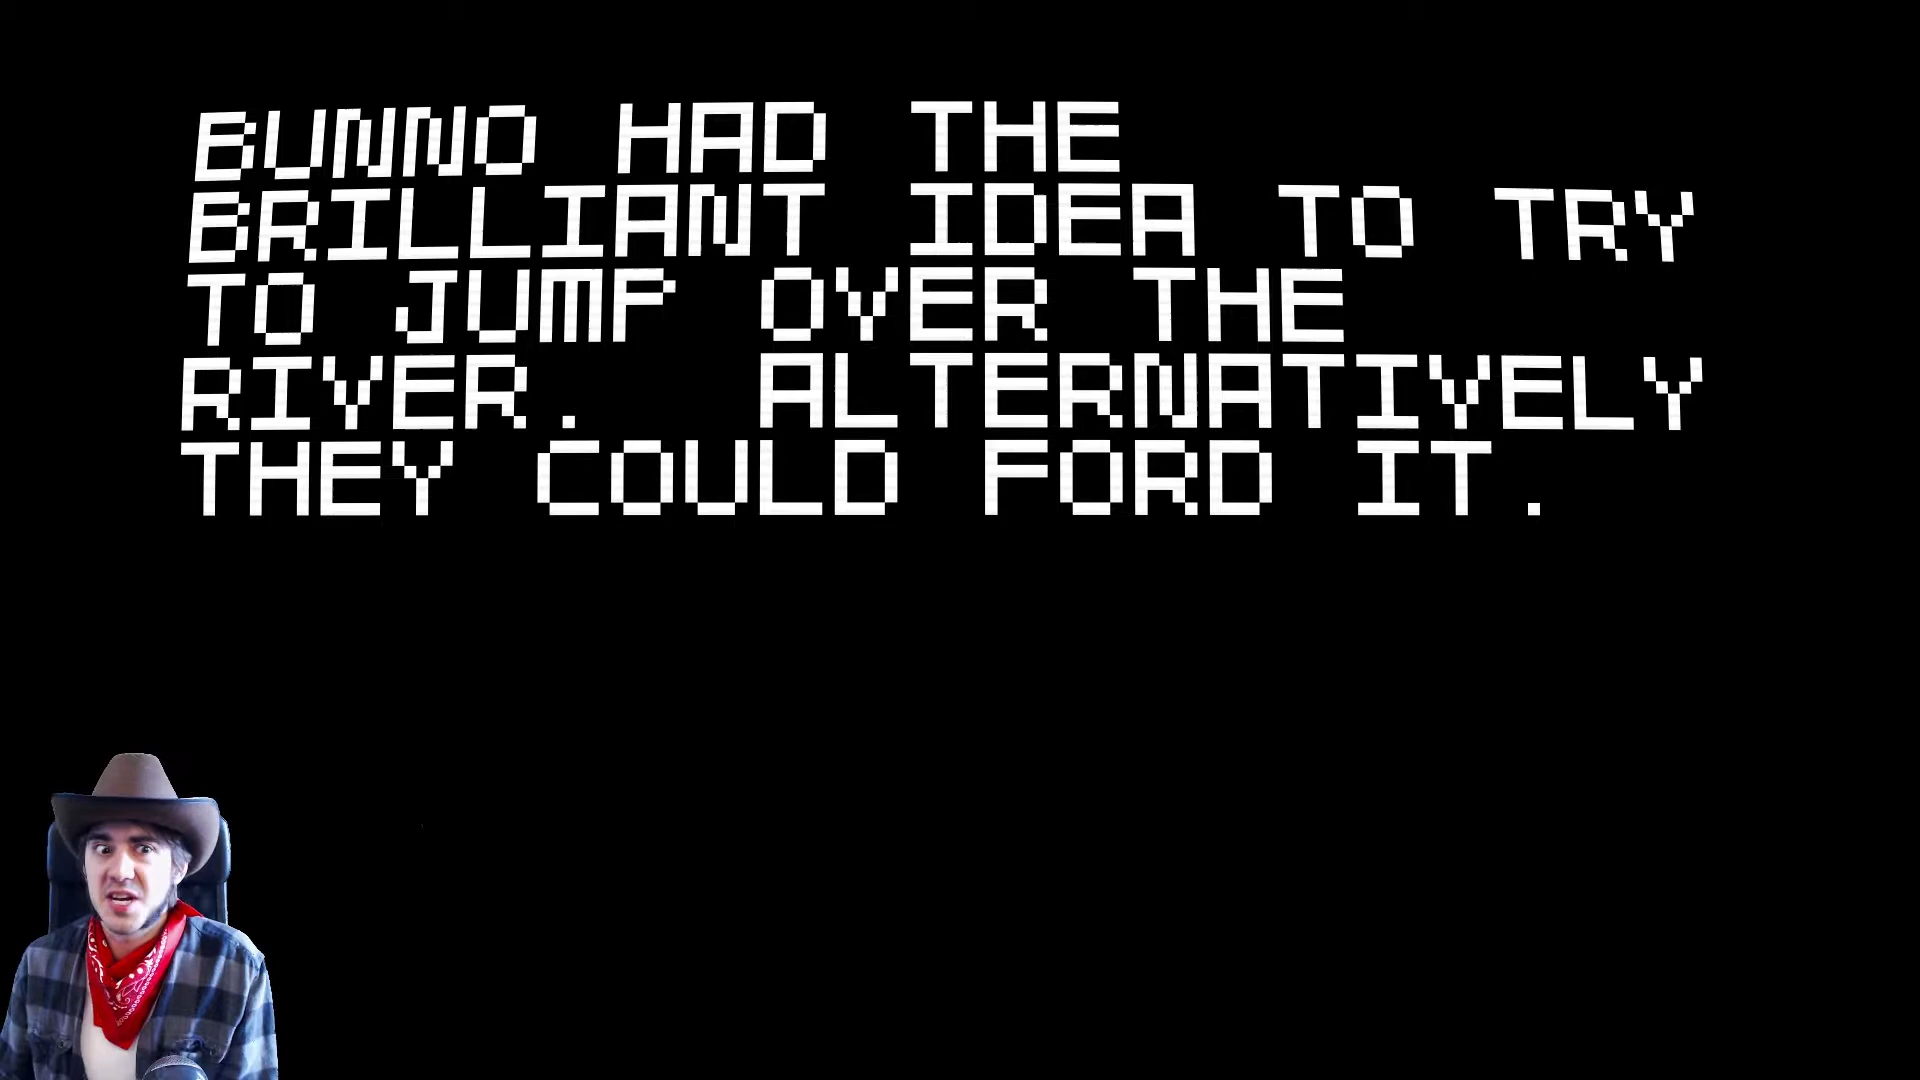 BUNNO HAD THE
BRILLIANT IDEA TO TRY
TO JUMP OVER THE
RIVER.  ALTERNATIVELY
THEY COULD FORD IT.